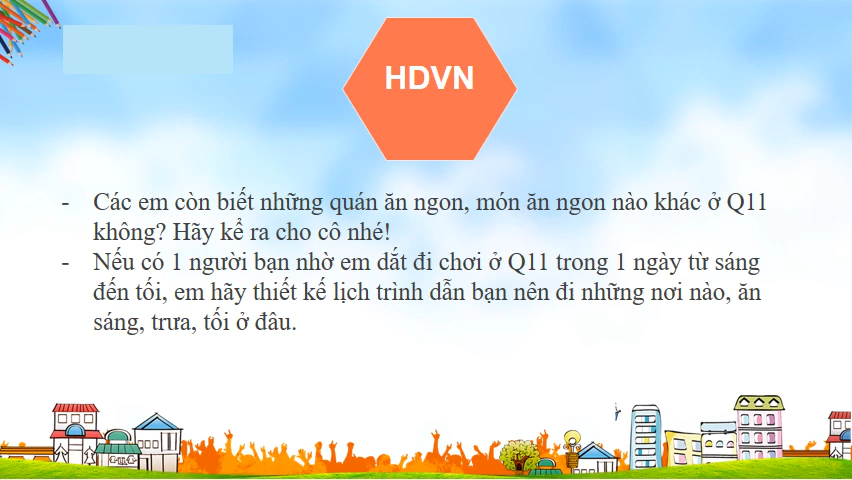 HDVN
- Các em còn biết những quán ăn ngon, món ăn ngon nào khác ở Q11
không? Hãy kể ra cho cô nhé!
- Nếu có 1 người bạn nhờ em dắt đi chơi ở Q11 trong 1 ngày từ sáng
đến tối, em hãy thiết kế lịch trình dẫn bạn nên đi những nơi nào, ăn
sáng, trưa, tối ở đâu.